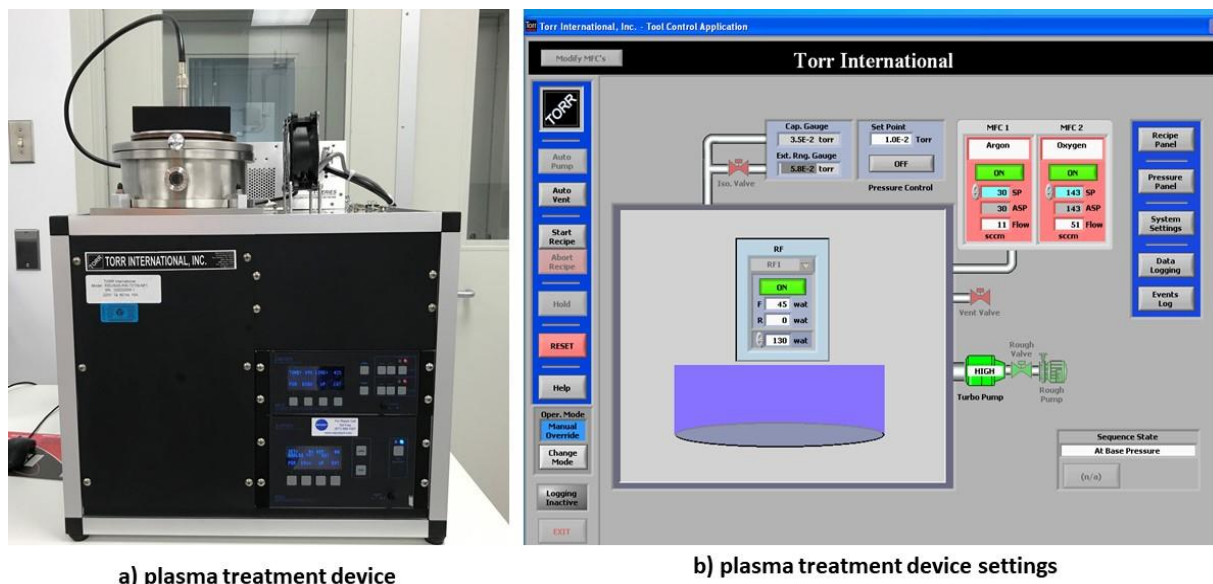 TORR INTERNATIONAL, INC.
a) plasma treatment device
Torr International, Inc. - Tool Control Application
Modify MFC's
Torr International
TORR
Auto
Pump
Auto
Vent
Start
Recipe
Abort
Recipe
Hold
RESET
Help
Oper. Mode
Manual
Override
Change
Mode
Logging
Inactive
EXIT
Cap. Gauge
3.5E-2 torr
Ext. Rng. Gauge
5.8E-2 torr
Iso. Valve
Set Point
1.0E-2 Torr
OFF
Pressure Control
MFC 1
Argon
ON
30 SP
30 ASP
11 Flow
sccm
MFC 2
Oxygen
ON
143 SP
143 ASP
51 Flow
sccm
Recipe
Panel
Pressure
Panel
System
Settings
Data
Logging
Events
Log
RF
RF1
ON
F 45 wat
R 0 wat
130 wat
Vent Valve
Rough
Valve
HIGH
Turbo Pump
Rough
Pump
Sequence State
At Base Pressure
(n/a)
b) plasma treatment device settings